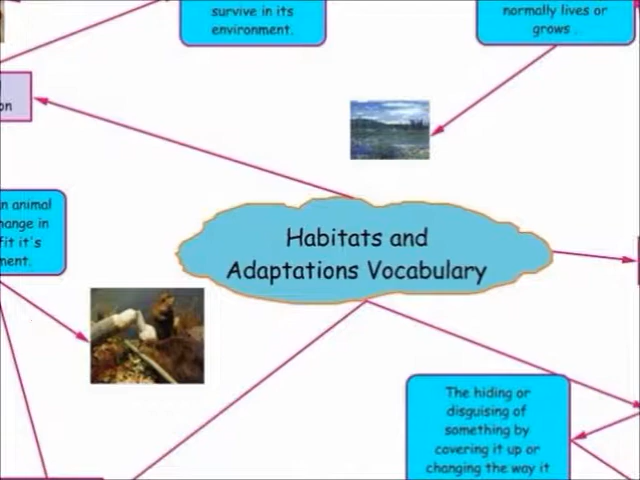 survive in its
environment.
normally lives or
grows .
on
n animal
hange in
fit it's
ment.
Habitats and
Adaptations Vocabulary
The hiding or
disguising of
something by
covering it up or
changing the way it